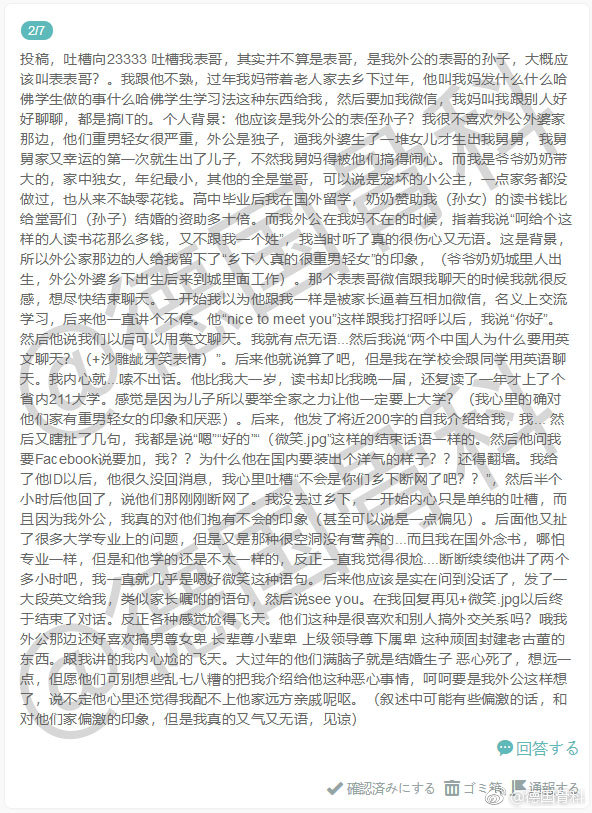 2/7
投稿，吐槽向23333 吐槽我表哥，其实并不算是表哥，是我外公的表哥的孙子，大概应
该叫表表哥？。我跟他不熟，过年我妈带着老人家去乡下过年，他叫我妈发什么什么哈
佛学生做的事什么哈佛学生学习法这种东西给我，然后要加我微信，我妈叫我跟别人好
好聊聊，都是搞IT的。个人背景：他应该是我外公的表侄孙子？我很不喜欢外公外婆家
那边，他们重男轻女很严重，外公是独子，逼我外婆生了一堆女儿才生出我舅舅，我舅
舅家又幸运的第一次就生出了儿子，不然我舅妈得被他们搞得闹心。而我是爷爷奶奶带
大的，家中独女，年纪最小，其他的全是堂哥，可以说是宠坏的小公主，一点家务都没
做过，也从来不缺零花钱。高中毕业后我在国外留学，奶奶赞助我（孙女）的读书钱比
给堂哥们（孙子）结婚的资助多十倍。而我外公在我妈不在的时候，指着我说“呵给个这
样的人读书花那么多钱，又不跟我一个姓”，我当时听了真的很伤心又无语。这是背景，
所以外公家那边的人给我留下了“乡下人真的很重男轻女”的印象，（爷爷奶奶城里人出
生，外公外婆乡下出生后来到城里面工作）。那个表表哥微信跟我聊天的时候我就很反
感，想尽快结束聊天。一开始我以为他跟我一样是被家长逼着互相加微信，名义上交流
学习，后来他一直讲个不停。他“nice to meet you”这样跟我打招呼以后，我说“你好”。
然后他说我们以后可以用英文聊天。我就有点无语...然后我说“两个中国人为什么要用英
文聊天？（+沙雕龇牙笑表情）”。后来他就说算了吧，但是我在学校会跟同学用英语聊
天。我内心就...嗦不出话。他比我大一岁，读书却比我晚一届，还复读了一年才上了个
省内211大学。感觉是因为儿子所以要举全家之力让他一定要上大学？（我心里的确对
他们家有重男轻女的印象和厌恶）。后来，他发了将近200字的自我介绍给我，我... 然
后又瞎扯了几句，我都是说“嗯”“好的”“（微笑.jpg”这样的结束话语一样的。然后他问我
要Facebook说要加，我？？为什么他在国内要装出个洋气的样子？？还得翻墙。我给
了他ID以后，他很久没回消息，我心里吐槽“不会是你们乡下断网了吧？？”，然后半个
小时后他回了，说他们那刚刚断网了。我没去过乡下，一开始内心只是单纯的吐槽，而
且因为我外公，我真的对他们抱有不会的印象（甚至可以说是一点偏见）。后面他又扯
了很多大学专业上的问题，但是又是那种很空洞没有营养的...而且我在国外念书，哪怕
专业一样，但是和他学的还是不太一样的，反正一直我觉得很尬....断断续续他讲了两个
多小时吧，我一直就几乎是嗯好微笑这种语句。后来他应该是实在问到没话了，发了一
大段英文给我，类似家长嘱咐的语句，然后说see you。在我回复再见+微笑.jpg以后终
于结束了对话。反正各种感觉尬得飞天。他们这种是很喜欢和别人搞外交关系吗？哦我
外公那边还好喜欢搞男尊女卑 长辈尊小辈卑 上级领导尊下属卑 这种顽固封建老古董的
东西。跟我讲的我内心尬的飞天。大过年的他们满脑子就是结婚生子 恶心死了，想远一
点，但愿他们可别想些乱七八糟的把我介绍给他这种恶心事情，呵呵要是我外公这样想
了，说不定他心里还觉得我配不上他家远方亲戚呢呕。（叙述中可能有些偏激的话，和
对他们家偏激的印象，但是我真的又气又无语，见谅）
回答する
確認済みにする ゴミ箱 通報する
@德国骨科
@德国骨科
@德国骨科